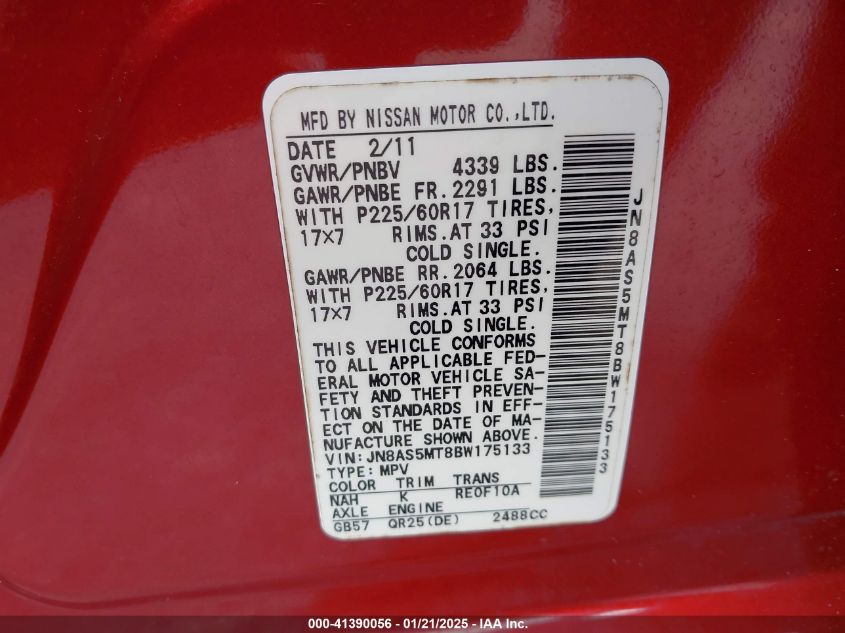 MFD BY NISSAN MOTOR CO.,LTD.
DATE 2/11
GVWR/PNBV 4339 LBS.
GAWR/PNBE FR. 2291 LBS.
WITH P225/60R17 TIRES,
17×7 RIMS.AT 33 PSI
COLD SINGLE.
GAWR/PNBE RR. 2064 LBS.
WITH P225/60R17 TIRES,
17×7 RIMS.AT 33 PSI
COLD SINGLE.
THIS VEHICLE CONFORMS
TO ALL APPLICABLE FED-
ERAL MOTOR VEHICLE SA-
FETY AND THEFT PREVEN-
TION STANDARDS IN EFF-
ECT ON THE DATE OF MA-
NUFACTURE SHOWN ABOVE.
VIN:JN8AS5MT8BW175133
TYPE:MPV
COLOR TRIM TRANS
NAH K RE0F10A
AXLE ENGINE
GB57 QR25(DE) 2488CC
JN8AS5MT8BW175133
000-41390056 — 01/21/2025 — IAA Inc.